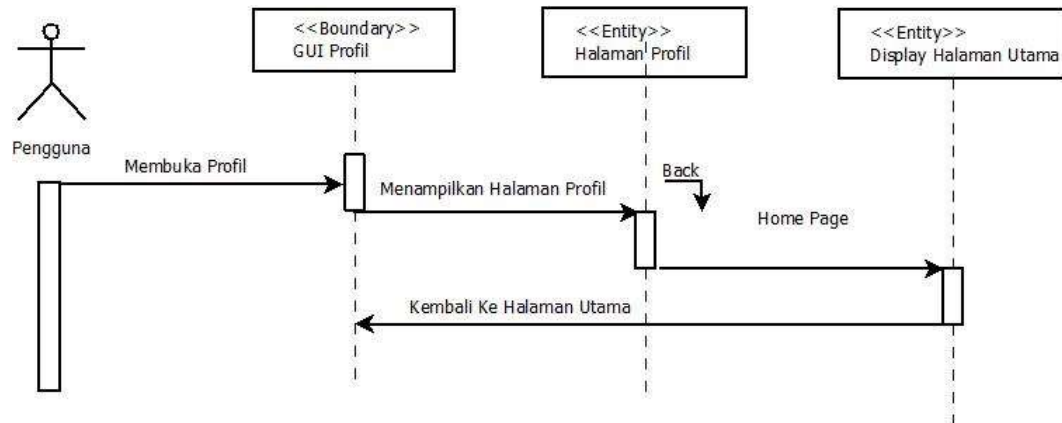 <<Boundary>>
GUI Profil
<<Entity>>
Halaman Profil
<<Entity>>
Display Halaman Utama
Pengguna
Membuka Profil
Menampilkan Halaman Profil
Back
Home Page
Kembali Ke Halaman Utama